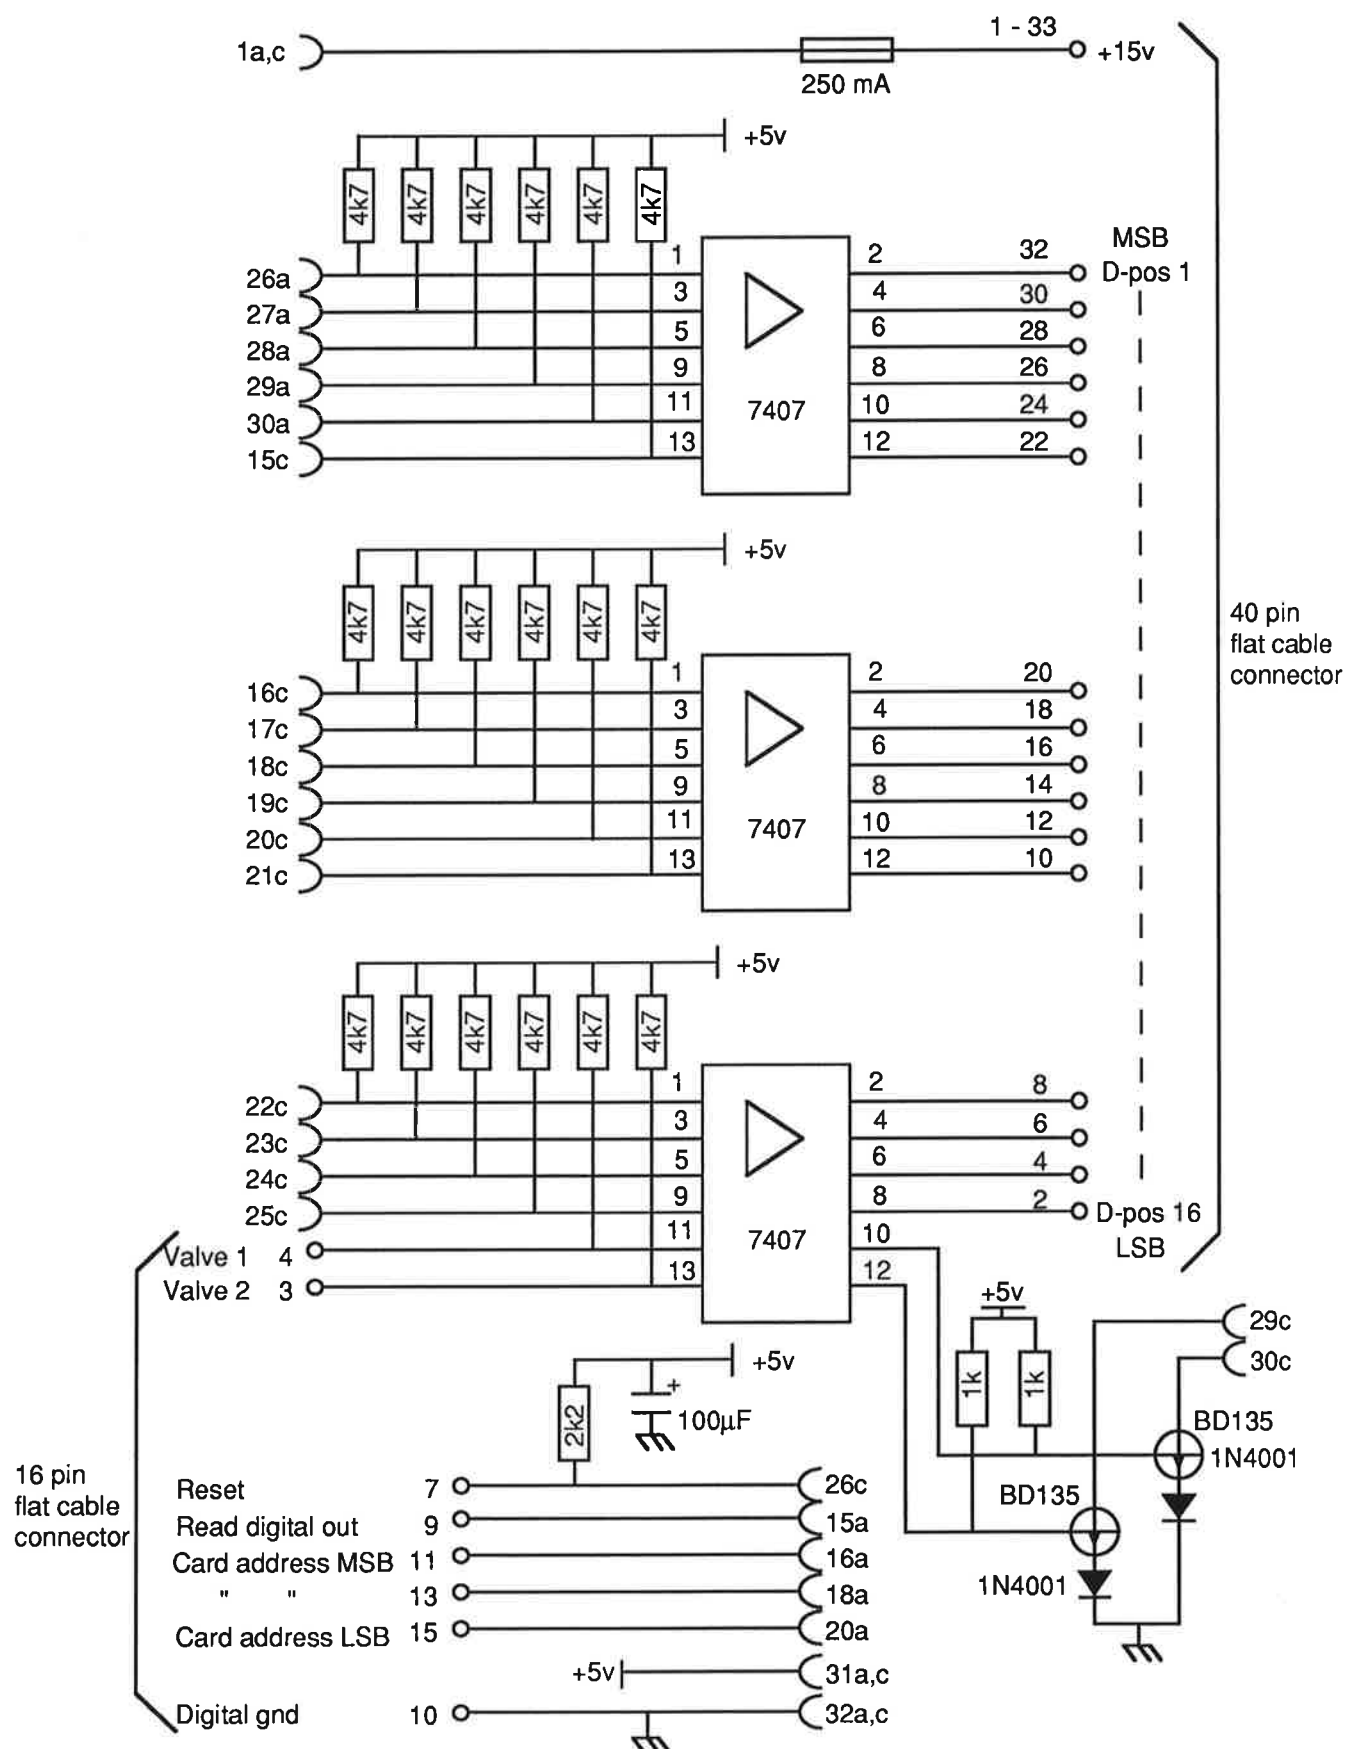 1a,c 250 mA 1 - 33 +15v
+5v
4k7 4k7 4k7 4k7 4k7 4k7
MSB
26a 1 2 32 D-pos 1
27a 3 4 30
28a 5 6 28
29a 9 8 26
30a 11 7407 10 24
15c 13 12 22
+5v
4k7 4k7 4k7 4k7 4k7 4k7
40 pin
flat cable
connector
16c 1 2 20
17c 3 4 18
18c 5 6 16
19c 9 8 14
20c 11 7407 10 12
21c 13 12 10
+5v
4k7 4k7 4k7 4k7 4k7 4k7
22c 1 2 8
23c 3 4 6
24c 5 6 4
25c 9 8 2 D-pos 16
LSB
Valve 1 4 11 7407 10
Valve 2 3 13 12
+5v
1k 1k
29c
30c
BD135
1N4001
BD135
1N4001
+5v
2k2 + 100µF
16 pin
flat cable
connector
Reset 7 26c
Read digital out 9 15a
Card address MSB 11 16a
" " 13 18a
Card address LSB 15 20a
+5v 31a,c
Digital gnd 10 32a,c